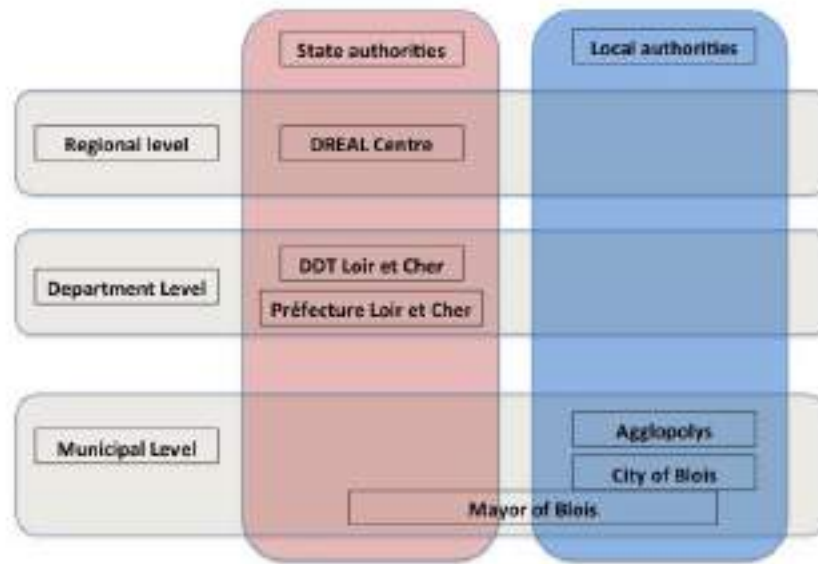 State authorities
Local authorities
Regional level
DREAL Centre
Department Level
DDT Loir et Cher
Préfecture Loir et Cher
Municipal Level
Agglopolys
City of Blois
Mayor of Blois